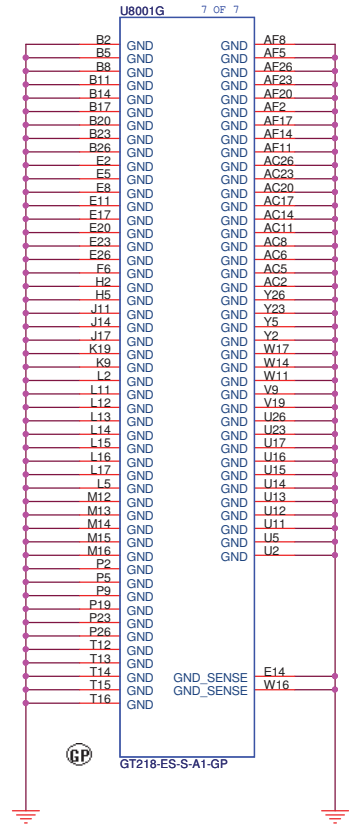 U8001G 7 OF 7
B2 GND GND AF8
B5 GND GND AF5
B8 GND GND AF26
B11 GND GND AF23
B14 GND GND AF20
B17 GND GND AF2
B20 GND GND AF17
B23 GND GND AF14
B26 GND GND AF11
E2 GND GND AC26
E5 GND GND AC23
E8 GND GND AC20
E11 GND GND AC17
E17 GND GND AC14
E20 GND GND AC11
E23 GND GND AC8
E26 GND GND AC6
F6 GND GND AC5
H2 GND GND AC2
H5 GND GND Y26
J11 GND GND Y23
J14 GND GND Y5
J17 GND GND Y2
K19 GND GND W17
K9 GND GND W14
L2 GND GND W11
L11 GND GND V9
L12 GND GND V19
L13 GND GND U26
L14 GND GND U23
L15 GND GND U17
L16 GND GND U16
L17 GND GND U15
L5 GND GND U14
M12 GND GND U13
M13 GND GND U12
M14 GND GND U11
M15 GND GND U5
M16 GND GND U2
P2 GND
P5 GND
P9 GND
P19 GND
P23 GND
P26 GND
T12 GND
T13 GND
T14 GND GND_SENSE E14
T15 GND GND_SENSE W16
T16 GND
GP
GT218-ES-S-A1-GP